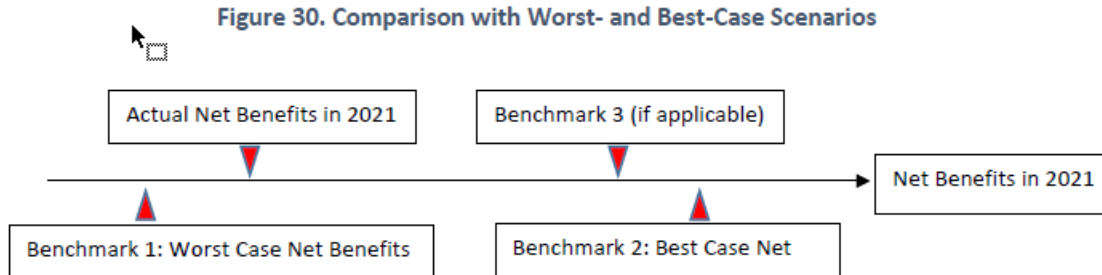 Figure 30. Comparison with Worst- and Best-Case Scenarios
Actual Net Benefits in 2021
Benchmark 3 (if applicable)
Net Benefits in 2021
Benchmark 1: Worst Case Net Benefits
Benchmark 2: Best Case Net